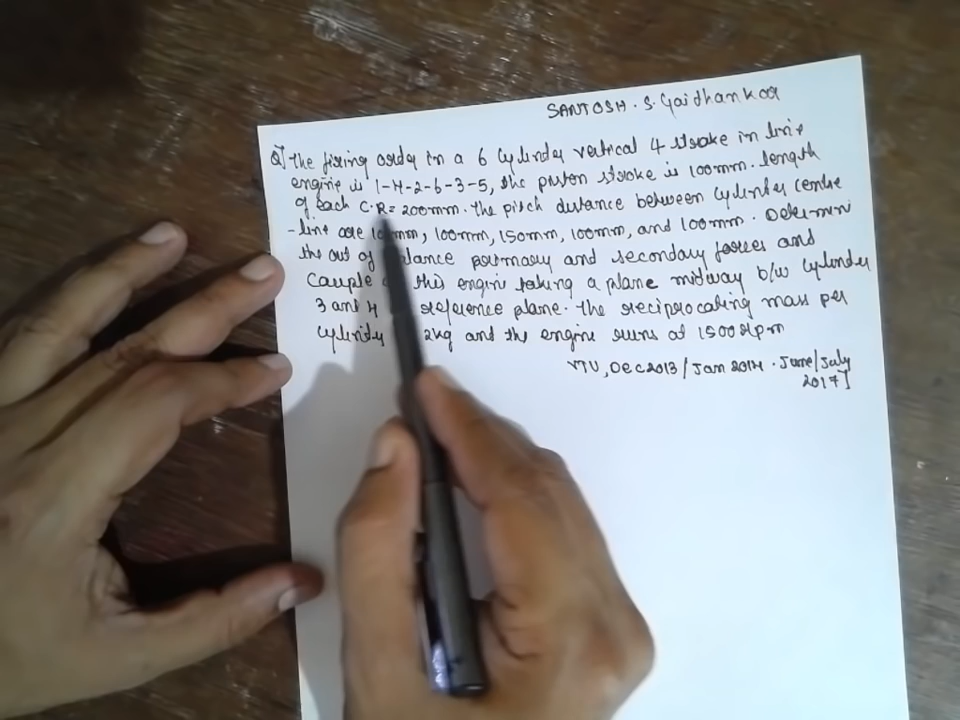 SANTOSH. S. Gaidhankar
Q] The firing order in a 6 Cylinder vertical 4 stroke in line
engine is 1-4-2-6-3-5, the piston stroke is 100mm. length
of each C.R = 200mm. The pitch distance between cylinder centre
-line are 100mm, 100mm, 150mm, 100mm, and 100mm. Determin
the out of balance primary and secondary forces and
Couple this engine taking a plane midway b/w cylinder
3 and 4 reference plane. The reciprocating mass per
cylinder 2kg and the engine runs at 1500 rpm
VTU, Dec 2013/Jan 2014. June/July
2017]